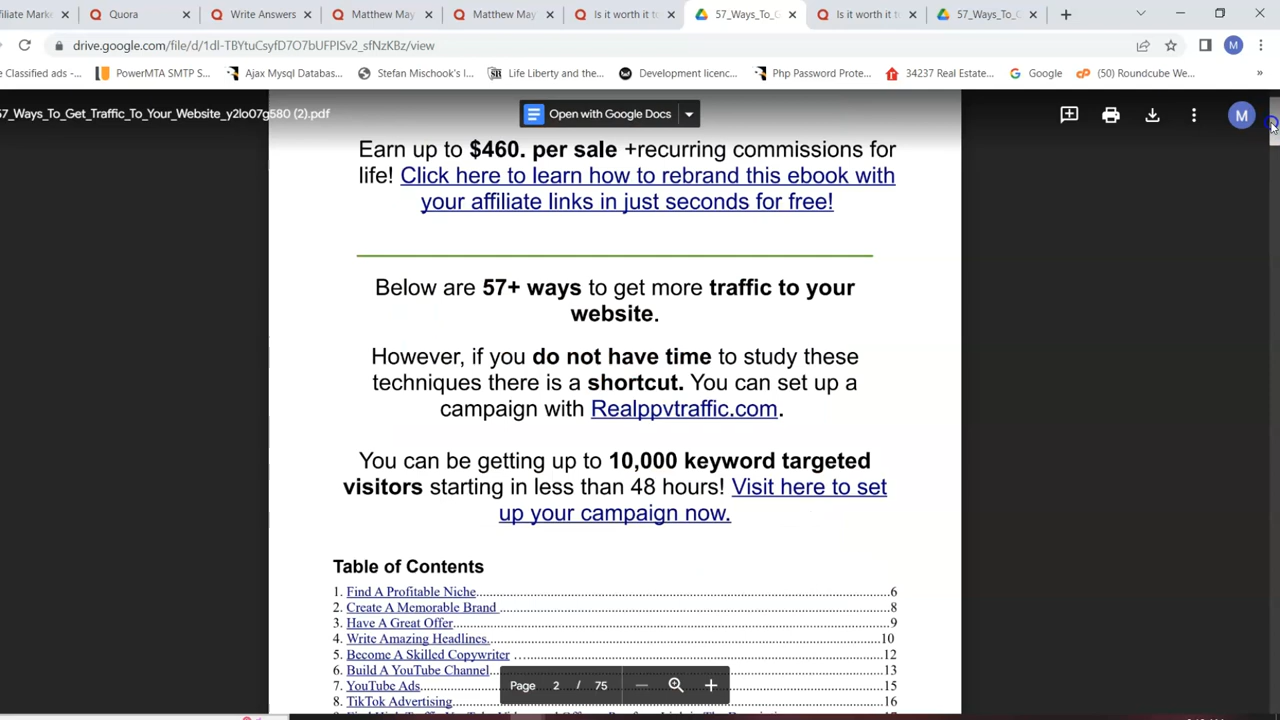 Quora
Write Answers
Matthew May
Matthew May
Is it worth it t
57_Ways_To_G
Is it worth it t
57_Ways_To_G
drive.google.com/file/d/1dl-TBYtuCsyfD7O7bUFPlSv2_sfNzKBz/view
M
e Classified ads -...
PowerMTA SMTP S...
Ajax Mysql Databas...
Stefan Mischook's I...
Life Liberty and the...
Development licenc...
Php Password Prote...
34237 Real Estate...
Google
(50) Roundcube We...
»
57_Ways_To_Get_Traffic_To_Your_Website_y2lo07g580 (2).pdf
Open with Google Docs
M
Earn up to $460. per sale +recurring commissions for
life! Click here to learn how to rebrand this ebook with
your affiliate links in just seconds for free!
Below are 57+ ways to get more traffic to your
website.
However, if you do not have time to study these
techniques there is a shortcut. You can set up a
campaign with Realppvtraffic.com.
You can be getting up to 10,000 keyword targeted
visitors starting in less than 48 hours! Visit here to set
up your campaign now.
Table of Contents
1. Find A Profitable Niche 6
2. Create A Memorable Brand 8
3. Have A Great Offer 9
4. Write Amazing Headlines. 10
5. Become A Skilled Copywriter 12
6. Build A YouTube Channel 13
7. YouTube Ads 15
8. TikTok Advertising 16
Page 2 / 75